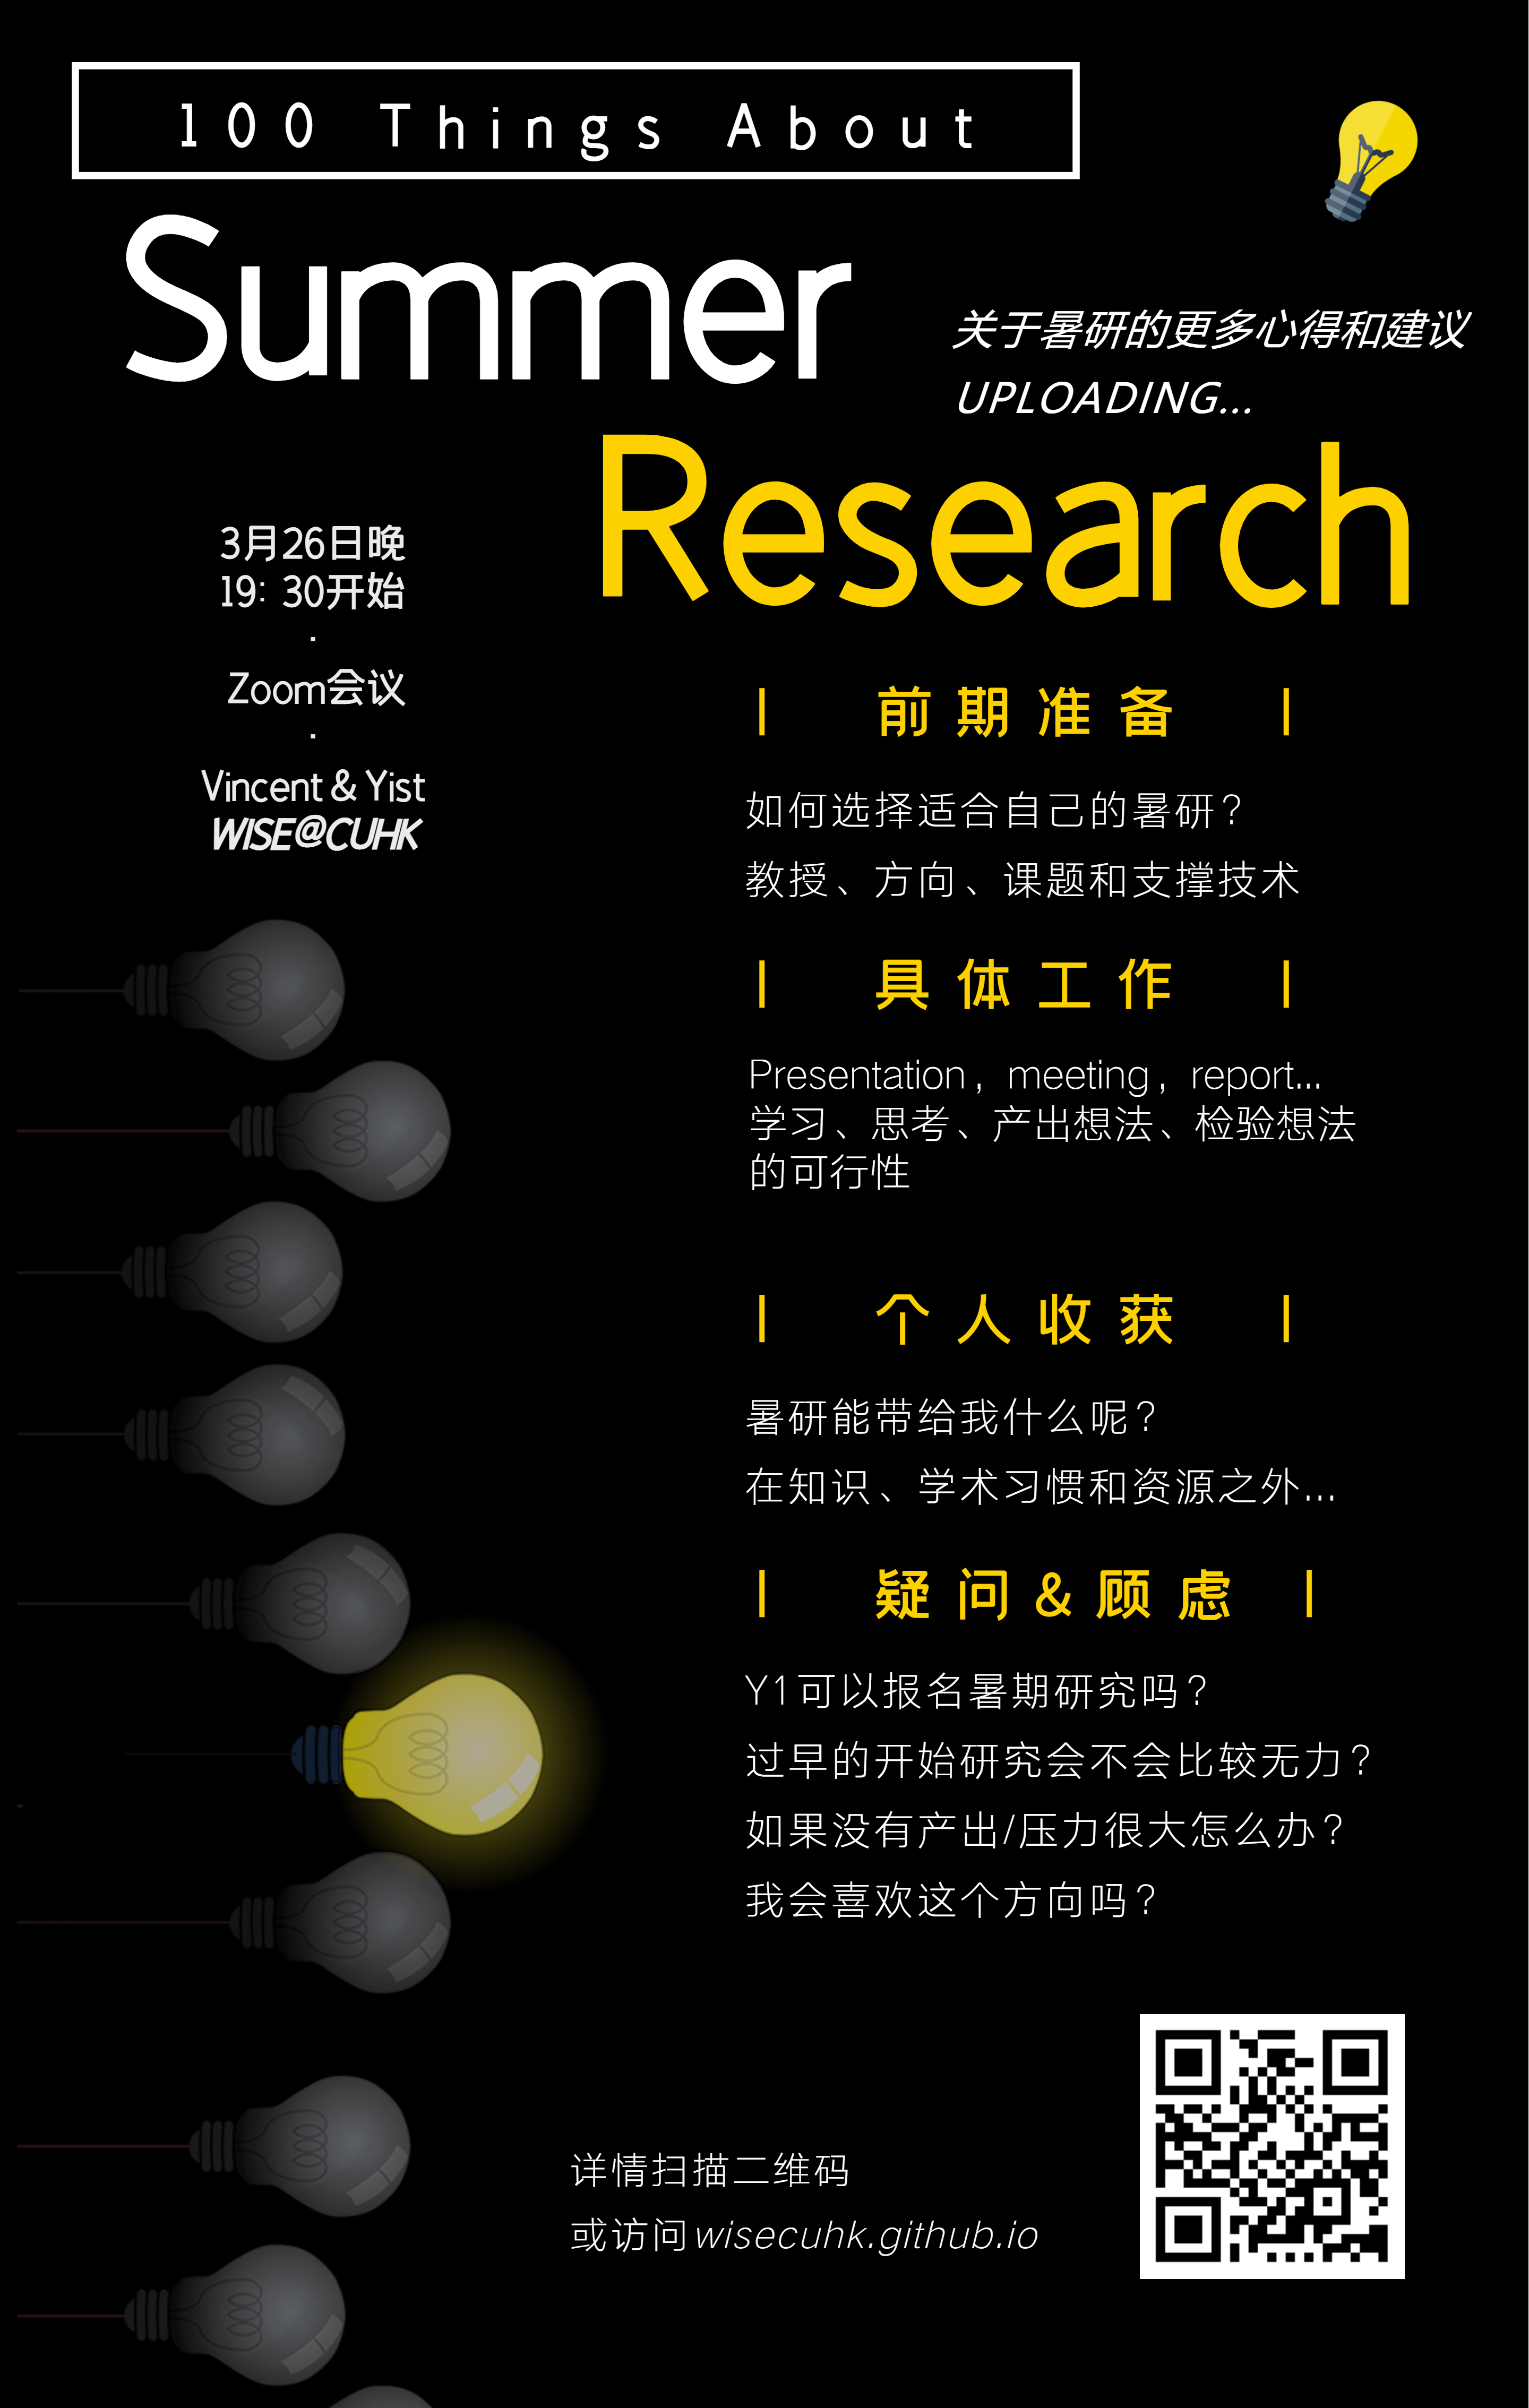 100 Things About
Summer
关于暑研的更多心得和建议
UPLOADING...
Research
3月26日晚
19: 30开始
·
Zoom会议
·
Vincent & Yist
WISE@CUHK
| 前期准备 |
如何选择适合自己的暑研？
教授、方向、课题和支撑技术
| 具体工作 |
Presentation，meeting，report...
学习、思考、产出想法、检验想法
的可行性
| 个人收获 |
暑研能带给我什么呢？
在知识、学术习惯和资源之外...
| 疑问&顾虑 |
Y1可以报名暑期研究吗？
过早的开始研究会不会比较无力？
如果没有产出/压力很大怎么办？
我会喜欢这个方向吗？
详情扫描二维码
或访问wisecuhk.github.io